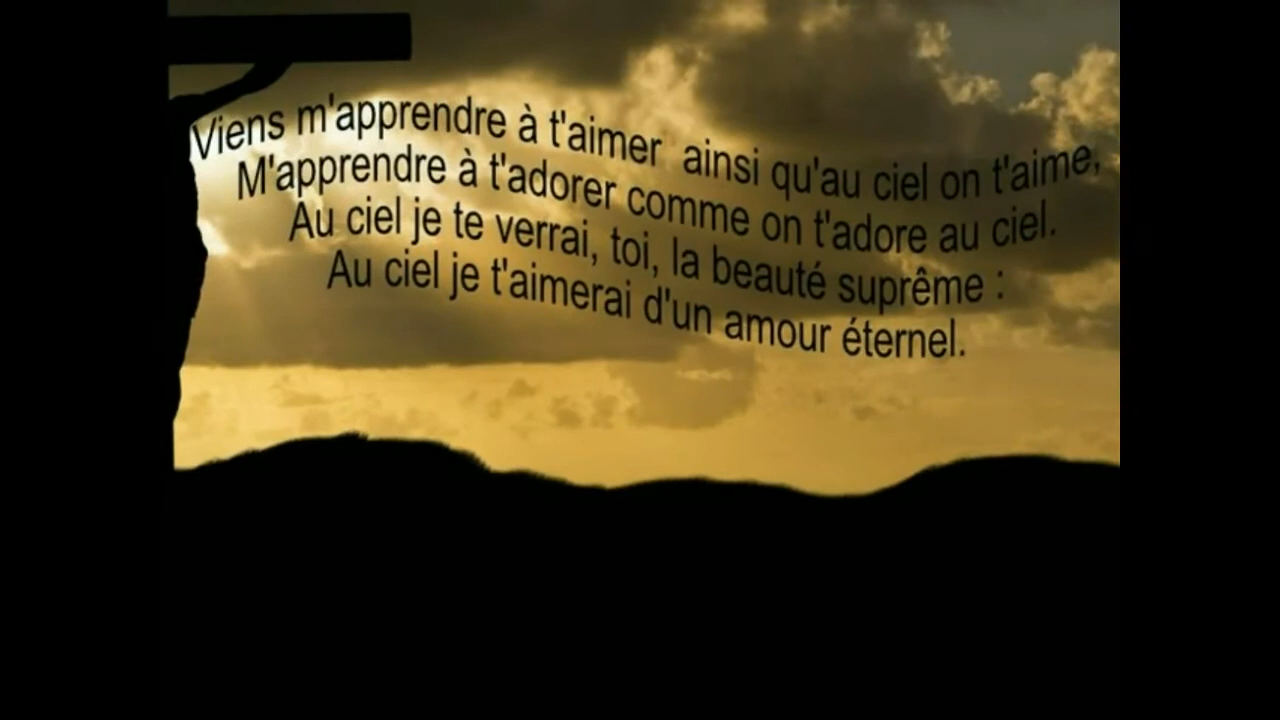 Viens m'apprendre à t'aimer ainsi qu'au ciel on t'aime,
M'apprendre à t'adorer comme on t'adore au ciel.
Au ciel je te verrai, toi, la beauté suprême :
Au ciel je t'aimerai d'un amour éternel.